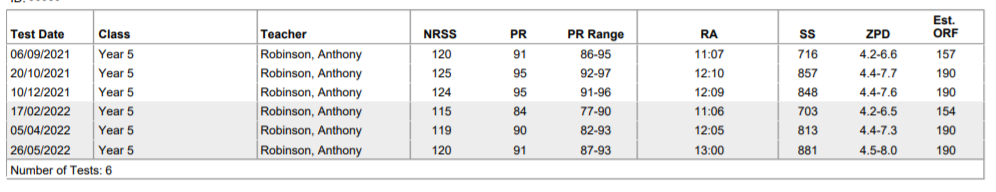 Test Date Class Teacher NRSS PR PR Range RA SS ZPD Est. ORF
06/09/2021 Year 5 Robinson, Anthony 120 91 86-95 11:07 716 4.2-6.6 157
20/10/2021 Year 5 Robinson, Anthony 125 95 92-97 12:10 857 4.4-7.7 190
10/12/2021 Year 5 Robinson, Anthony 124 95 91-96 12:09 848 4.4-7.6 190
17/02/2022 Year 5 Robinson, Anthony 115 84 77-90 11:06 703 4.2-6.5 154
05/04/2022 Year 5 Robinson, Anthony 119 90 82-93 12:05 813 4.4-7.3 190
26/05/2022 Year 5 Robinson, Anthony 120 91 87-93 13:00 881 4.5-8.0 190
Number of Tests: 6